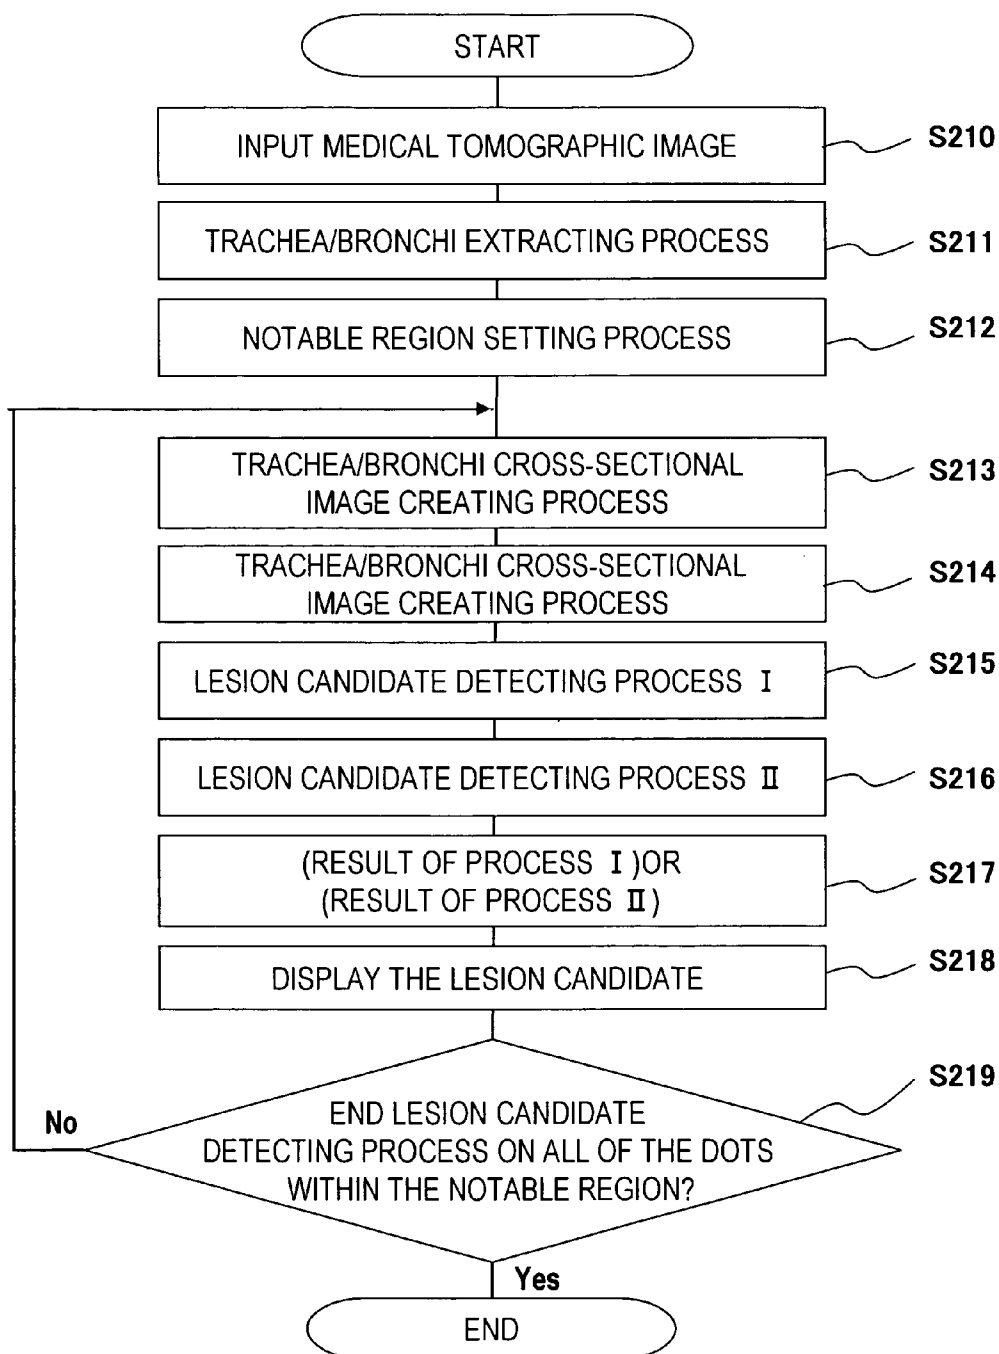 START
INPUT MEDICAL TOMOGRAPHIC IMAGE
S210
TRACHEA/BRONCHI EXTRACTING PROCESS
S211
NOTABLE REGION SETTING PROCESS
S212
TRACHEA/BRONCHI CROSS-SECTIONAL
IMAGE CREATING PROCESS
S213
TRACHEA/BRONCHI CROSS-SECTIONAL
IMAGE CREATING PROCESS
S214
LESION CANDIDATE DETECTING PROCESS Ⅰ
S215
LESION CANDIDATE DETECTING PROCESS Ⅱ
S216
(RESULT OF PROCESS Ⅰ)OR
(RESULT OF PROCESS Ⅱ)
S217
DISPLAY THE LESION CANDIDATE
S218
END LESION CANDIDATE
DETECTING PROCESS ON ALL OF THE DOTS
WITHIN THE NOTABLE REGION?
S219
No
Yes
END